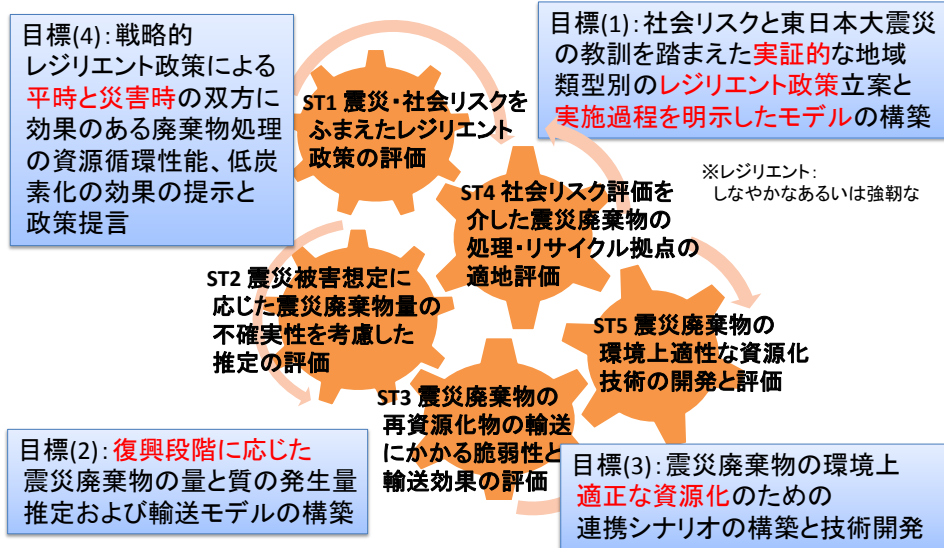 目標(4)：戦略的
レジリエント政策による
平時と災害時の双方に
効果のある廃棄物処理
の資源循環性能、低炭
素化の効果の提示と
政策提言
目標(1)：社会リスクと東日本大震災
の教訓を踏まえた実証的な地域
類型別のレジリエント政策立案と
実施過程を明示したモデルの構築
※レジリエント：
しなやかなあるいは強靭な
ST1 震災・社会リスクを
ふまえたレジリエント
政策の評価
ST4 社会リスク評価を
介した震災廃棄物の
処理・リサイクル拠点の
適地評価
ST2 震災被害想定に
応じた震災廃棄物量の
不確実性を考慮した
推定の評価
ST5 震災廃棄物の
環境上適性な資源化
技術の開発と評価
ST3 震災廃棄物の
再資源化物の輸送
にかかる脆弱性と
輸送効果の評価
目標(2)：復興段階に応じた
震災廃棄物の量と質の発生量
推定および輸送モデルの構築
目標(3)：震災廃棄物の環境上
適正な資源化のための
連携シナリオの構築と技術開発